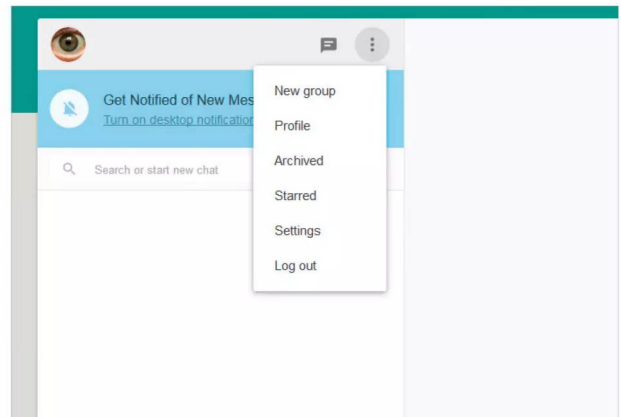 Get Notified of New Mes
Turn on desktop notification
Search or start new chat
New group
Profile
Archived
Starred
Settings
Log out